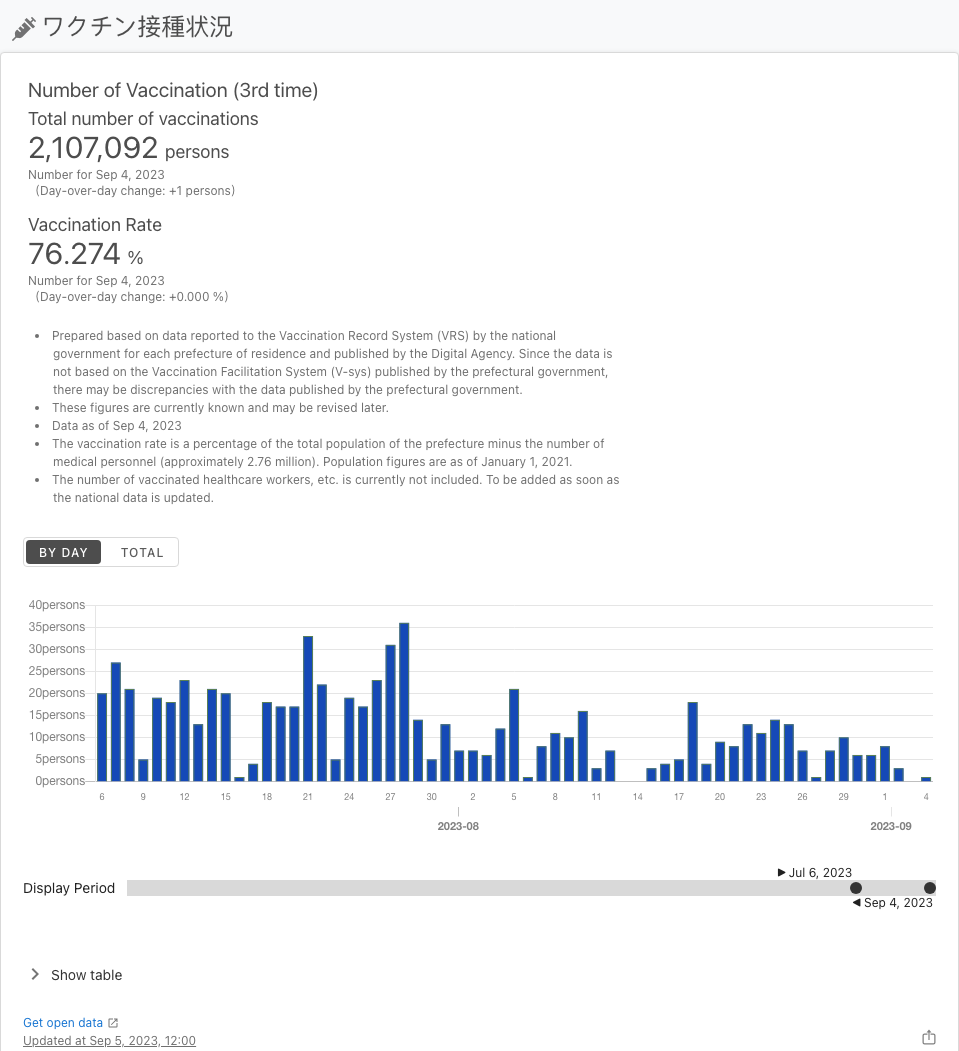 ワクチン接種状況
Number of Vaccination (3rd time)
Total number of vaccinations
2,107,092 persons
Number for Sep 4, 2023
(Day-over-day change: +1 persons)
Vaccination Rate
76.274 %
Number for Sep 4, 2023
(Day-over-day change: +0.000 %)
• Prepared based on data reported to the Vaccination Record System (VRS) by the national
government for each prefecture of residence and published by the Digital Agency. Since the data is
not based on the Vaccination Facilitation System (V-sys) published by the prefectural government,
there may be discrepancies with the data published by the prefectural government.
• These figures are currently known and may be revised later.
• Data as of Sep 4, 2023
• The vaccination rate is a percentage of the total population of the prefecture minus the number of
medical personnel (approximately 2.76 million). Population figures are as of January 1, 2021.
• The number of vaccinated healthcare workers, etc. is currently not included. To be added as soon as
the national data is updated.
BY DAY TOTAL
40persons
35persons
30persons
25persons
20persons
15persons
10persons
5persons
0persons
6 9 12 15 18 21 24 27 30 2 5 8 11 14 17 20 23 26 29 1 4
2023-08 2023-09
Jul 6, 2023
Display Period
Sep 4, 2023
Show table
Get open data
Updated at Sep 5, 2023, 12:00